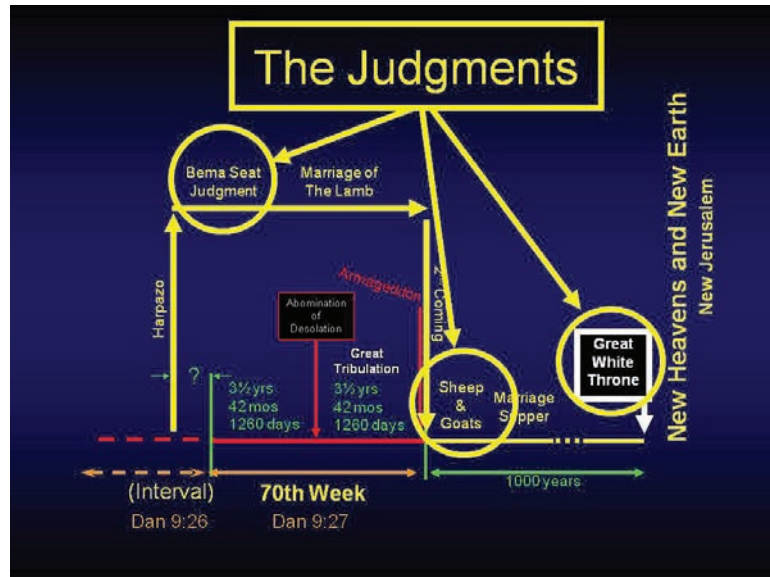 The Judgments
Bema Seat
Judgment
Marriage of
The Lamb
New Heavens and New Earth
New Jerusalem
Harpazo
Armageddon
2nd Coming
Abomination
of
Desolation
Great
Tribulation
?
3½ yrs
42 mos
1260 days
3½ yrs
42 mos
1260 days
Sheep
&
Goats
Marriage
Supper
Great
White
Throne
(Interval)
Dan 9:26
70th Week
Dan 9:27
1000 years